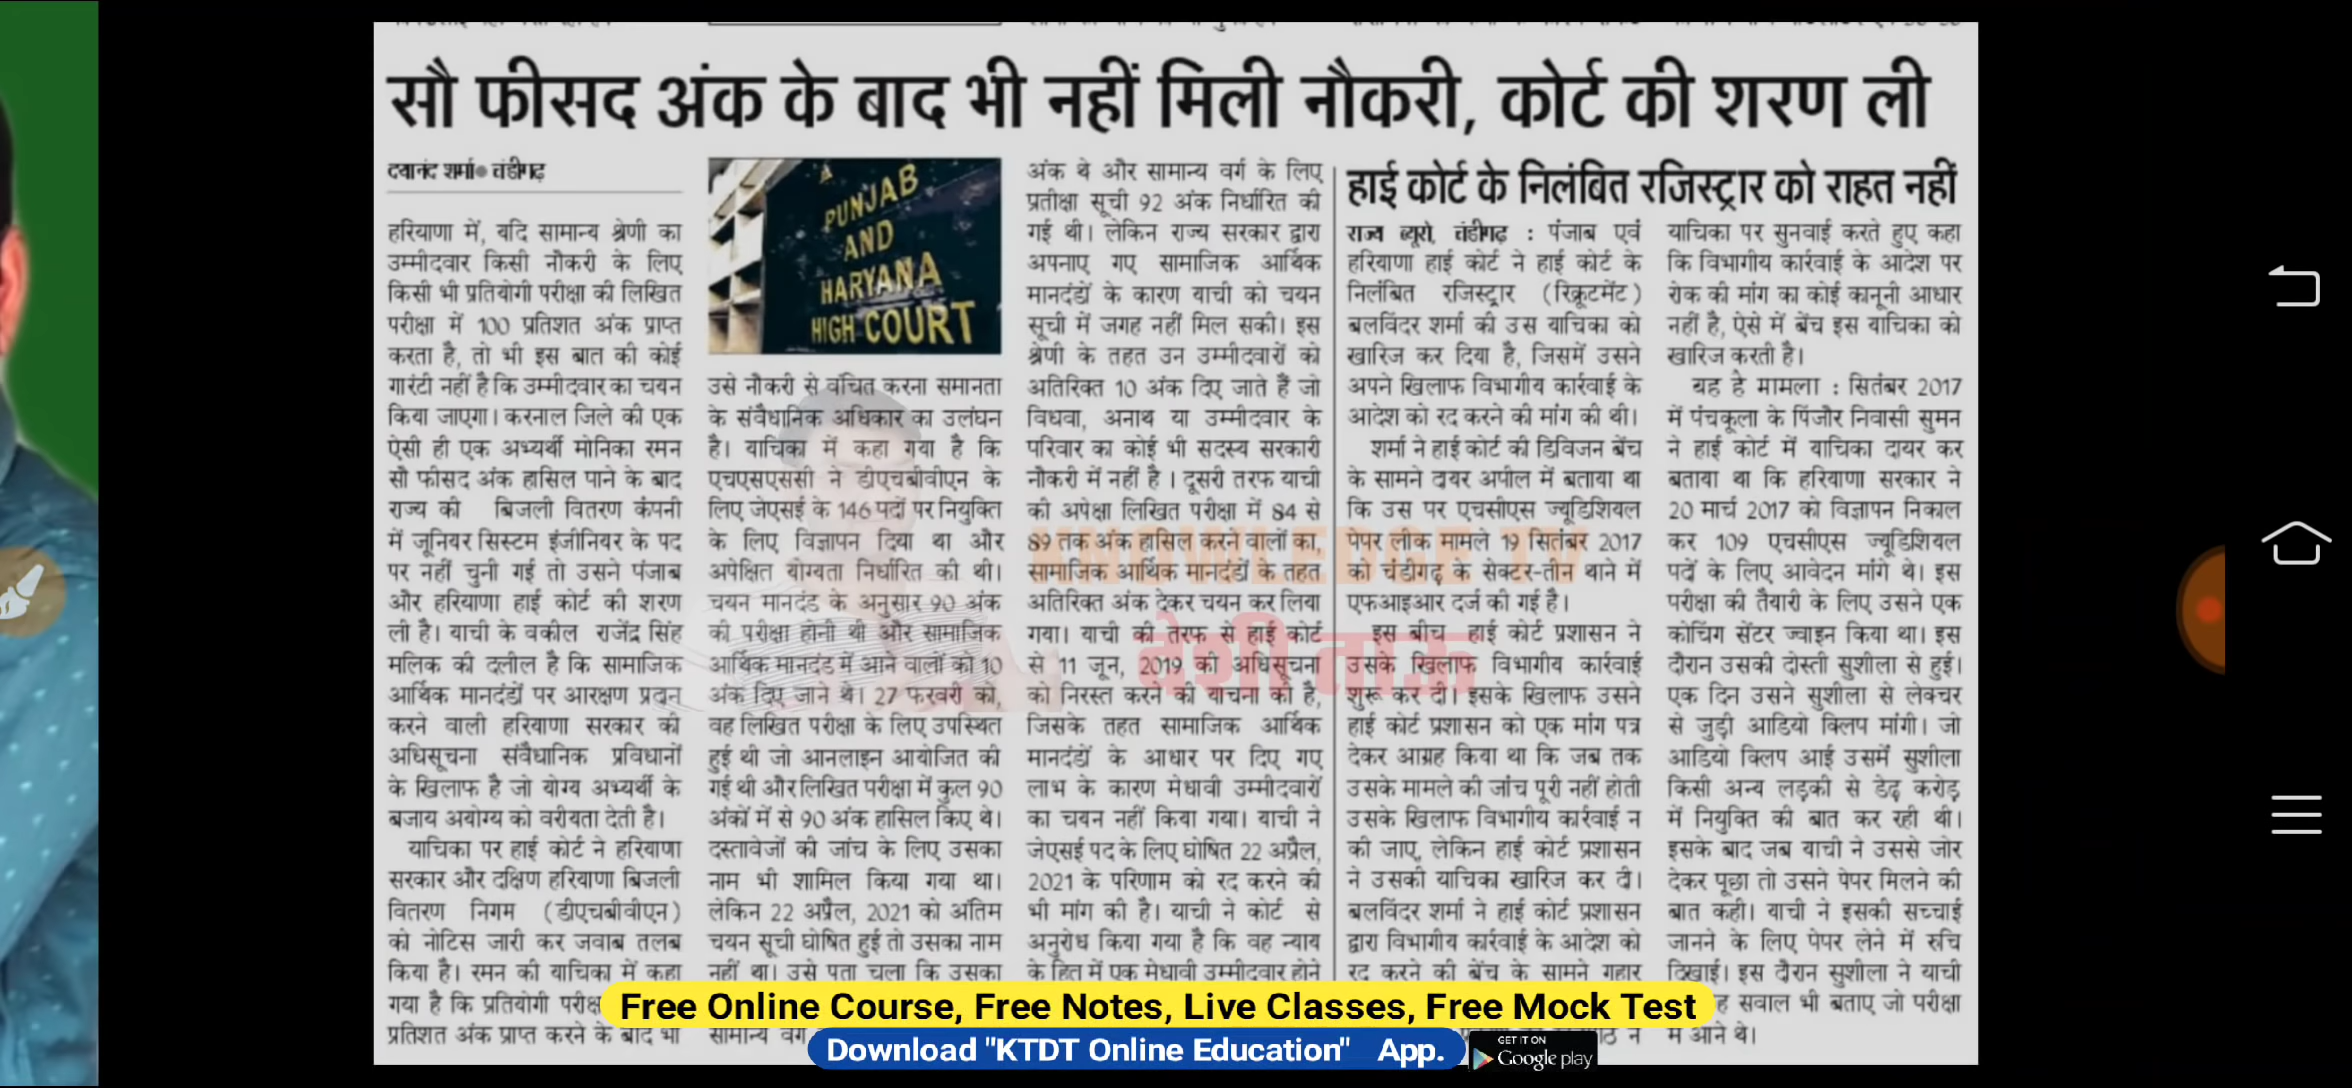 सौ फीसद अंक के बाद भी नहीं मिली नौकरी, कोर्ट की शरण ली
दयानंद शर्मा● चंडीगढ़
हरियाणा में, यदि सामान्य श्रेणी का
उम्मीदवार किसी नौकरी के लिए
किसी भी प्रतियोगी परीक्षा की लिखित
परीक्षा में 100 प्रतिशत अंक प्राप्त
करता है, तो भी इस बात की कोई
गारंटी नहीं है कि उम्मीदवार का चयन
किया जाएगा। करनाल जिले की एक
ऐसी ही एक अभ्यर्थी मोनिका रमन
सौ फीसद अंक हासिल पाने के बाद
राज्य की बिजली वितरण कंपनी
में जूनियर सिस्टम इंजीनियर के पद
पर नहीं चुनी गई तो उसने पंजाब
और हरियाणा हाई कोर्ट की शरण
ली है। याची के वकील राजेंद्र सिंह
मलिक की दलील है कि सामाजिक
आर्थिक मानदंडों पर आरक्षण प्रदान
करने वाली हरियाणा सरकार की
अधिसूचना संवैधानिक प्रविधानों
के खिलाफ है जो योग्य अभ्यर्थी के
बजाय अयोग्य को वरीयता देती है।
याचिका पर हाई कोर्ट ने हरियाणा
सरकार और दक्षिण हरियाणा बिजली
वितरण निगम (डीएचबीवीएन)
को नोटिस जारी कर जवाब तलब
किया है। रमन की याचिका में कहा
गया है कि प्रतियोगी
प्रतिशत अंक प्राप्त करने के बाद भी
PUNJAB
AND
HARYANA
HIGH COURT
उसे नौकरी से वंचित करना समानता
के संवैधानिक अधिकार का उलंघन
है। याचिका में कहा गया है कि
एचएसएससी ने डीएचबीवीएन के
लिए जेएसई के 146 पदों पर नियुक्ति
के लिए विज्ञापन दिया था और
अपेक्षित योग्यता निर्धारित की थी।
चयन मानदंड के अनुसार 90 अंक
की परीक्षा होनी थी और सामाजिक
आर्थिक मानदंड में आने वालों को 10
अंक दिए जाने थे। 27 फरवरी को,
वह लिखित परीक्षा के लिए उपस्थित
हुई थी जो आनलाइन आयोजित की
गई थी और लिखित परीक्षा में कुल 90
अंकों में से 90 अंक हासिल किए थे।
दस्तावेजों की जांच के लिए उसका
नाम भी शामिल किया गया था।
लेकिन 22 अप्रैल, 2021 को अंतिम
चयन सूची घोषित हुई तो उसका नाम
नहीं था। उसे पता चला कि उसका
सामान्य वर्ग
अंक थे और सामान्य वर्ग के लिए
प्रतीक्षा सूची 92 अंक निर्धारित की
गई थी। लेकिन राज्य सरकार द्वारा
अपनाए गए सामाजिक आर्थिक
मानदंडों के कारण याची को चयन
सूची में जगह नहीं मिल सकी। इस
श्रेणी के तहत उन उम्मीदवारों को
अतिरिक्त 10 अंक दिए जाते हैं जो
विधवा, अनाथ या उम्मीदवार के
परिवार का कोई भी सदस्य सरकारी
नौकरी में नहीं है । दूसरी तरफ याची
की अपेक्षा लिखित परीक्षा में 84 से
89 तक अंक हासिल करने वालों का,
सामाजिक आर्थिक मानदंडों के तहत
अतिरिक्त अंक देकर चयन कर लिया
गया। याची की तरफ से हाई कोर्ट
से 11 जून, 2019 की अधिसूचना
को निरस्त करने की याचना की है,
जिसके तहत सामाजिक आर्थिक
मानदंडों के आधार पर दिए गए
लाभ के कारण मेधावी उम्मीदवारों
का चयन नहीं किया गया। याची ने
जेएसई पद के लिए घोषित 22 अप्रैल,
2021 के परिणाम को रद करने की
भी मांग की है। याची ने कोर्ट से
अनुरोध किया गया है कि वह न्याय
के हित में एक मेधावी उम्मीदवार होने
हाई कोर्ट के निलंबित रजिस्ट्रार को राहत नहीं
राज्य ब्यूरो, चंडीगढ़ : पंजाब एवं
हरियाणा हाई कोर्ट ने हाई कोर्ट के
निलंबित रजिस्ट्रार (रिक्रूटमेंट)
बलविंदर शर्मा की उस याचिका को
खारिज कर दिया है, जिसमें उसने
अपने खिलाफ विभागीय कार्रवाई के
आदेश को रद करने की मांग की थी।
शर्मा ने हाई कोर्ट की डिविजन बेंच
के सामने दायर अपील में बताया था
कि उस पर एचसीएस ज्यूडिशियल
पेपर लीक मामले 19 सितंबर 2017
को चंडीगढ़ के सेक्टर-तीन थाने में
एफआइआर दर्ज की गई है।
इस बीच हाई कोर्ट प्रशासन ने
उसके खिलाफ विभागीय कार्रवाई
शुरू कर दी। इसके खिलाफ उसने
हाई कोर्ट प्रशासन को एक मांग पत्र
देकर आग्रह किया था कि जब तक
उसके मामले की जांच पूरी नहीं होती
उसके खिलाफ विभागीय कार्रवाई न
की जाए, लेकिन हाई कोर्ट प्रशासन
ने उसकी याचिका खारिज कर दी।
बलविंदर शर्मा ने हाई कोर्ट प्रशासन
द्वारा विभागीय कार्रवाई के आदेश को
रद करने की बेंच के सामने गुहार
याचिका पर सुनवाई करते हुए कहा
कि विभागीय कार्रवाई के आदेश पर
रोक की मांग का कोई कानूनी आधार
नहीं है, ऐसे में बेंच इस याचिका को
खारिज करती है।
यह है मामला : सितंबर 2017
में पंचकूला के पिंजौर निवासी सुमन
ने हाई कोर्ट में याचिका दायर कर
बताया था कि हरियाणा सरकार ने
20 मार्च 2017 को विज्ञापन निकाल
कर 109 एचसीएस ज्यूडिशियल
पदों के लिए आवेदन मांगे थे। इस
परीक्षा की तैयारी के लिए उसने एक
कोचिंग सेंटर ज्वाइन किया था। इस
दौरान उसकी दोस्ती सुशीला से हुई।
एक दिन उसने सुशीला से लेक्चर
से जुड़ी आडियो क्लिप मांगी। जो
आडियो क्लिप आई उसमें सुशीला
किसी अन्य लड़की से डेढ़ करोड़
में नियुक्ति की बात कर रही थी।
इसके बाद जब याची ने उससे जोर
देकर पूछा तो उसने पेपर मिलने की
बात कही। याची ने इसकी सच्चाई
जानने के लिए पेपर लेने में रुचि
दिखाई। इस दौरान सुशीला ने याची
सवाल भी बताए जो परीक्षा
में आने थे।
KNOWLEDGE TV
देशी ताऊ
Free Online Course, Free Notes, Live Classes, Free Mock Test
Download "KTDT Online Education" App.
GET IT ON
Google play